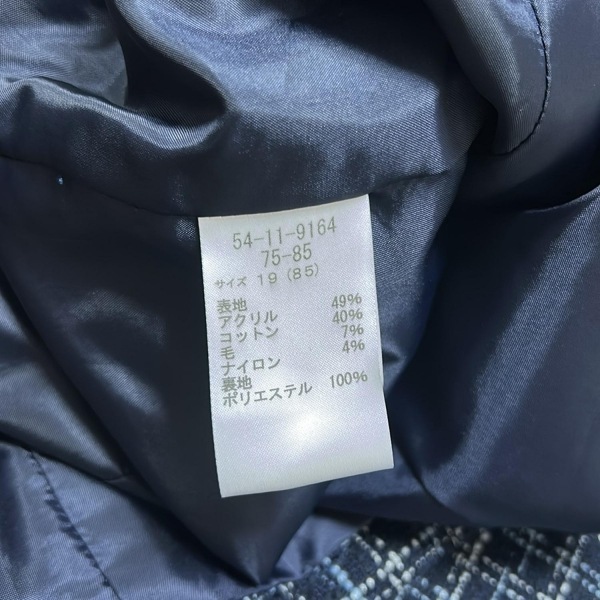 54-11-9164
75-85
サイズ 19 (85)
表地
アクリル 49%
コットン 40%
毛 7%
ナイロン 4%
裏地
ポリエステル 100%